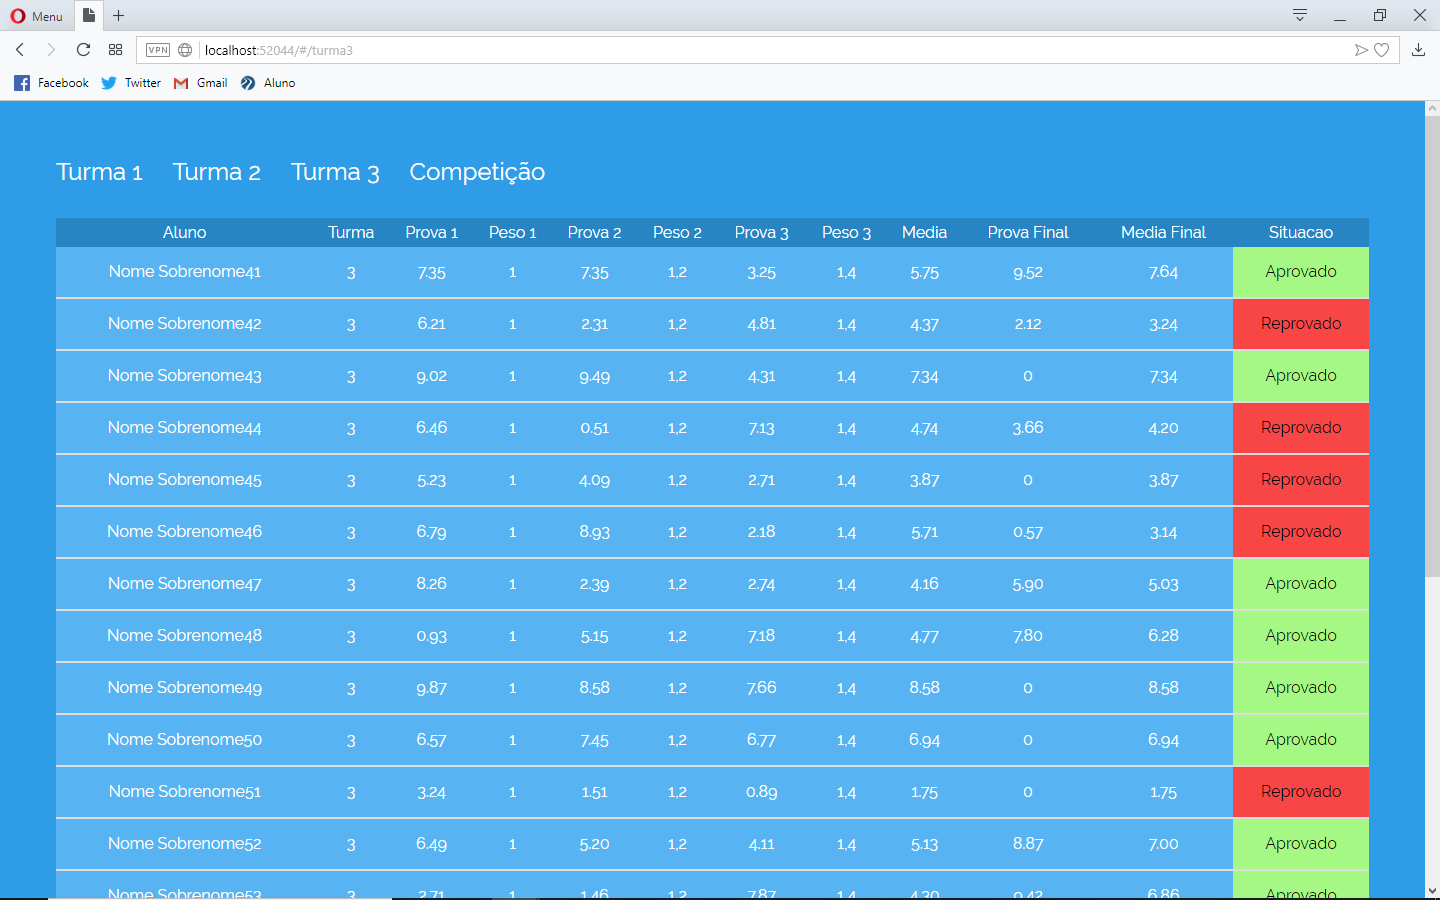 Menu
VPN localhost:52044/#/turma3
Facebook Twitter Gmail Aluno
Turma 1 Turma 2 Turma 3 Competição
Aluno Turma Prova 1 Peso 1 Prova 2 Peso 2 Prova 3 Peso 3 Media Prova Final Media Final Situacao
Nome Sobrenome41 3 7.35 1 7.35 1,2 3.25 1,4 5.75 9.52 7.64 Aprovado
Nome Sobrenome42 3 6.21 1 2.31 1,2 4.81 1,4 4.37 2.12 3.24 Reprovado
Nome Sobrenome43 3 9.02 1 9.49 1,2 4.31 1,4 7.34 0 7.34 Aprovado
Nome Sobrenome44 3 6.46 1 0.51 1,2 7.13 1,4 4.74 3.66 4.20 Reprovado
Nome Sobrenome45 3 5.23 1 4.09 1,2 2.71 1,4 3.87 0 3.87 Reprovado
Nome Sobrenome46 3 6.79 1 8.93 1,2 2.18 1,4 5.71 0.57 3.14 Reprovado
Nome Sobrenome47 3 8.26 1 2.39 1,2 2.74 1,4 4.16 5.90 5.03 Aprovado
Nome Sobrenome48 3 0.93 1 5.15 1,2 7.18 1,4 4.77 7.80 6.28 Aprovado
Nome Sobrenome49 3 9.87 1 8.58 1,2 7.66 1,4 8.58 0 8.58 Aprovado
Nome Sobrenome50 3 6.57 1 7.45 1,2 6.77 1,4 6.94 0 6.94 Aprovado
Nome Sobrenome51 3 3.24 1 1.51 1,2 0.89 1,4 1.75 0 1.75 Reprovado
Nome Sobrenome52 3 6.49 1 5.20 1,2 4.11 1,4 5.13 8.87 7.00 Aprovado
Nome Sobrenome53 3 2.71 1 1.46 1,2 7.87 1,4 4.30 9.42 6.86 Aprovado